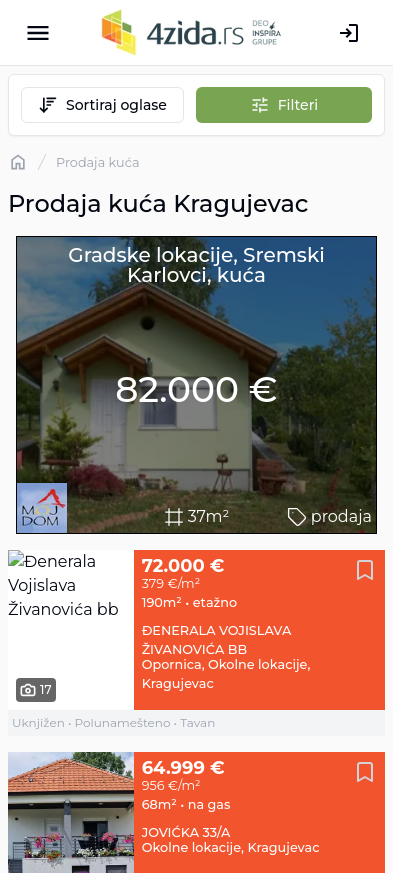 4zida.rs
DEO
INSPIRA
GRUPE
Sortiraj oglase
Filteri
/ Prodaja kuća
Prodaja kuća Kragujevac
Gradske lokacije, Sremski
Karlovci, kuća
82.000 €
MOJ
DOM
37m²
prodaja
Đenerala
Vojislava
Živanovića bb
17
72.000 €
379 €/m²
190m² • etažno
ĐENERALA VOJISLAVA
ŽIVANOVIĆA BB
Opornica, Okolne lokacije,
Kragujevac
Uknjižen • Polunamešteno • Tavan
64.999 €
956 €/m²
68m² • na gas
JOVIĆKA 33/A
Okolne lokacije, Kragujevac